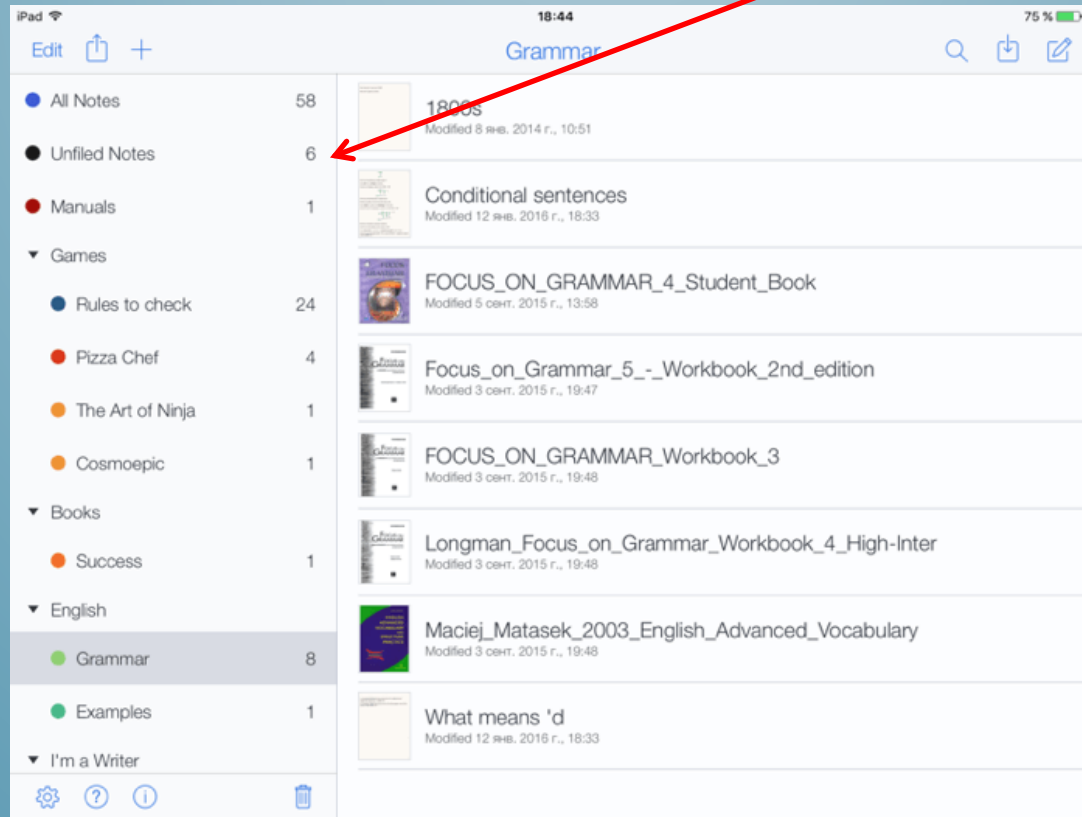 iPad 18:44 75 %
Edit Grammar
All Notes 58
Unfiled Notes 6
Manuals 1
Games
Rules to check 24
Pizza Chef 4
The Art of Ninja 1
Cosmoepic 1
Books
Success 1
English
Grammar 8
Examples 1
I'm a Writer
1800s
Modified 8 янв. 2014 г., 10:51
Conditional sentences
Modified 12 янв. 2016 г., 18:33
FOCUS_ON_GRAMMAR_4_Student_Book
Modified 5 сент. 2015 г., 13:58
Focus_on_Grammar_5_-_Workbook_2nd_edition
Modified 3 сент. 2015 г., 19:47
FOCUS_ON_GRAMMAR_Workbook_3
Modified 3 сент. 2015 г., 19:48
Longman_Focus_on_Grammar_Workbook_4_High-Inter
Modified 3 сент. 2015 г., 19:48
Maciej_Matasek_2003_English_Advanced_Vocabulary
Modified 3 сент. 2015 г., 19:48
What means 'd
Modified 12 янв. 2016 г., 18:33